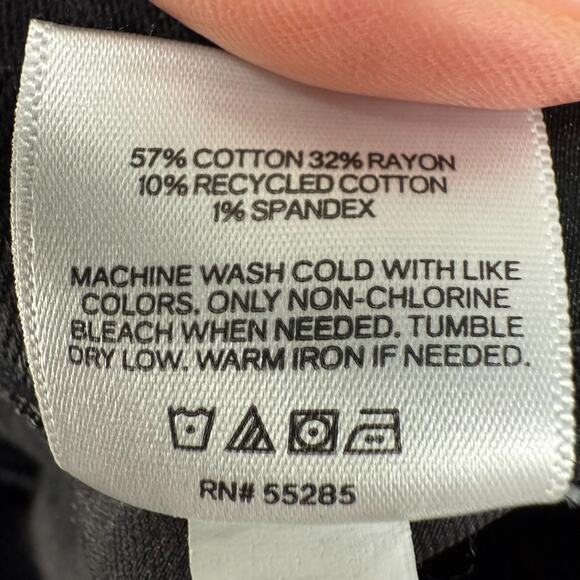 57% COTTON 32% RAYON
10% RECYCLED COTTON
1% SPANDEX
MACHINE WASH COLD WITH LIKE
COLORS. ONLY NON-CHLORINE
BLEACH WHEN NEEDED. TUMBLE
DRY LOW. WARM IRON IF NEEDED.
RN# 55285